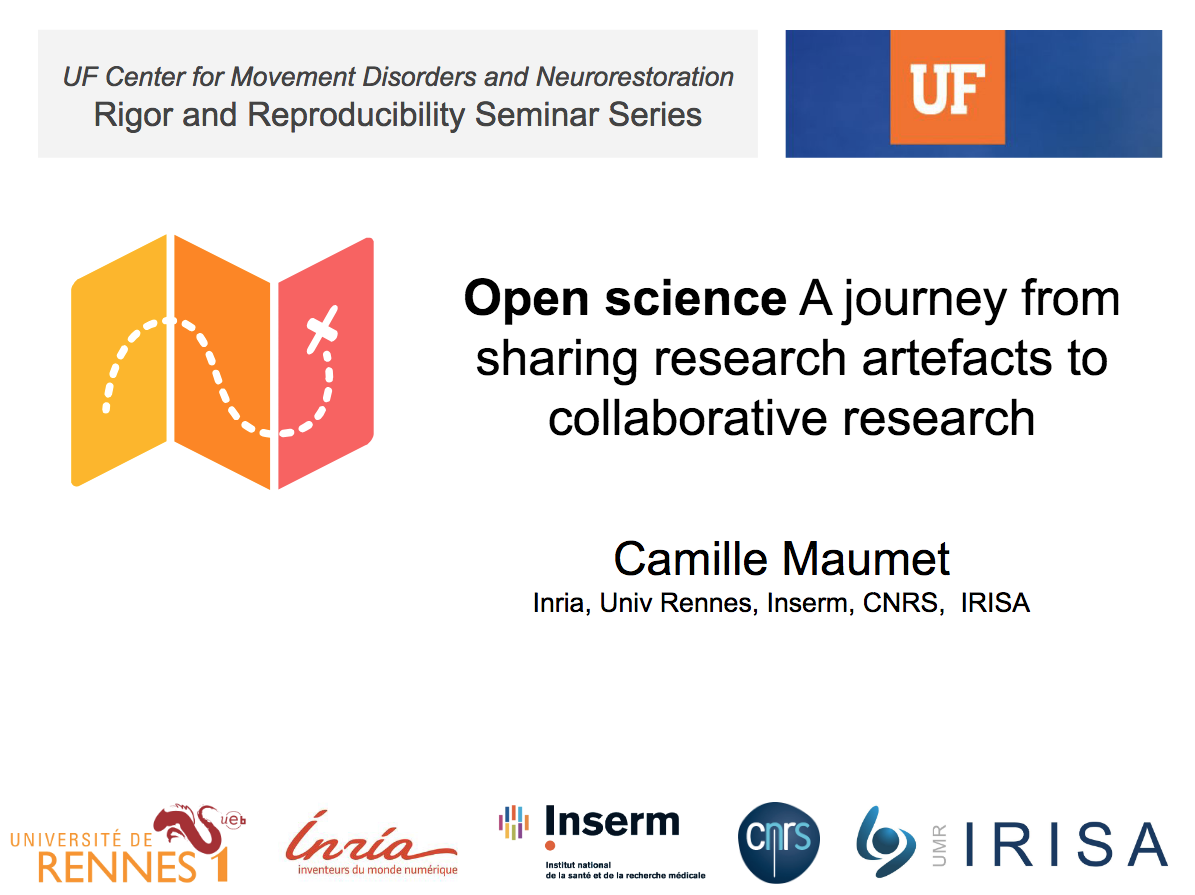 UF Center for Movement Disorders and Neurorestoration
Rigor and Reproducibility Seminar Series
UF
Open science A journey from
sharing research artefacts to
collaborative research
Camille Maumet
Inria, Univ Rennes, Inserm, CNRS, IRISA
UNIVERSITÉ DE
RENNES 1
ueb
Inria
inventeurs du monde numérique
Inserm
Institut national
de la santé et de la recherche médicale
cnrs
UMR
IRISA